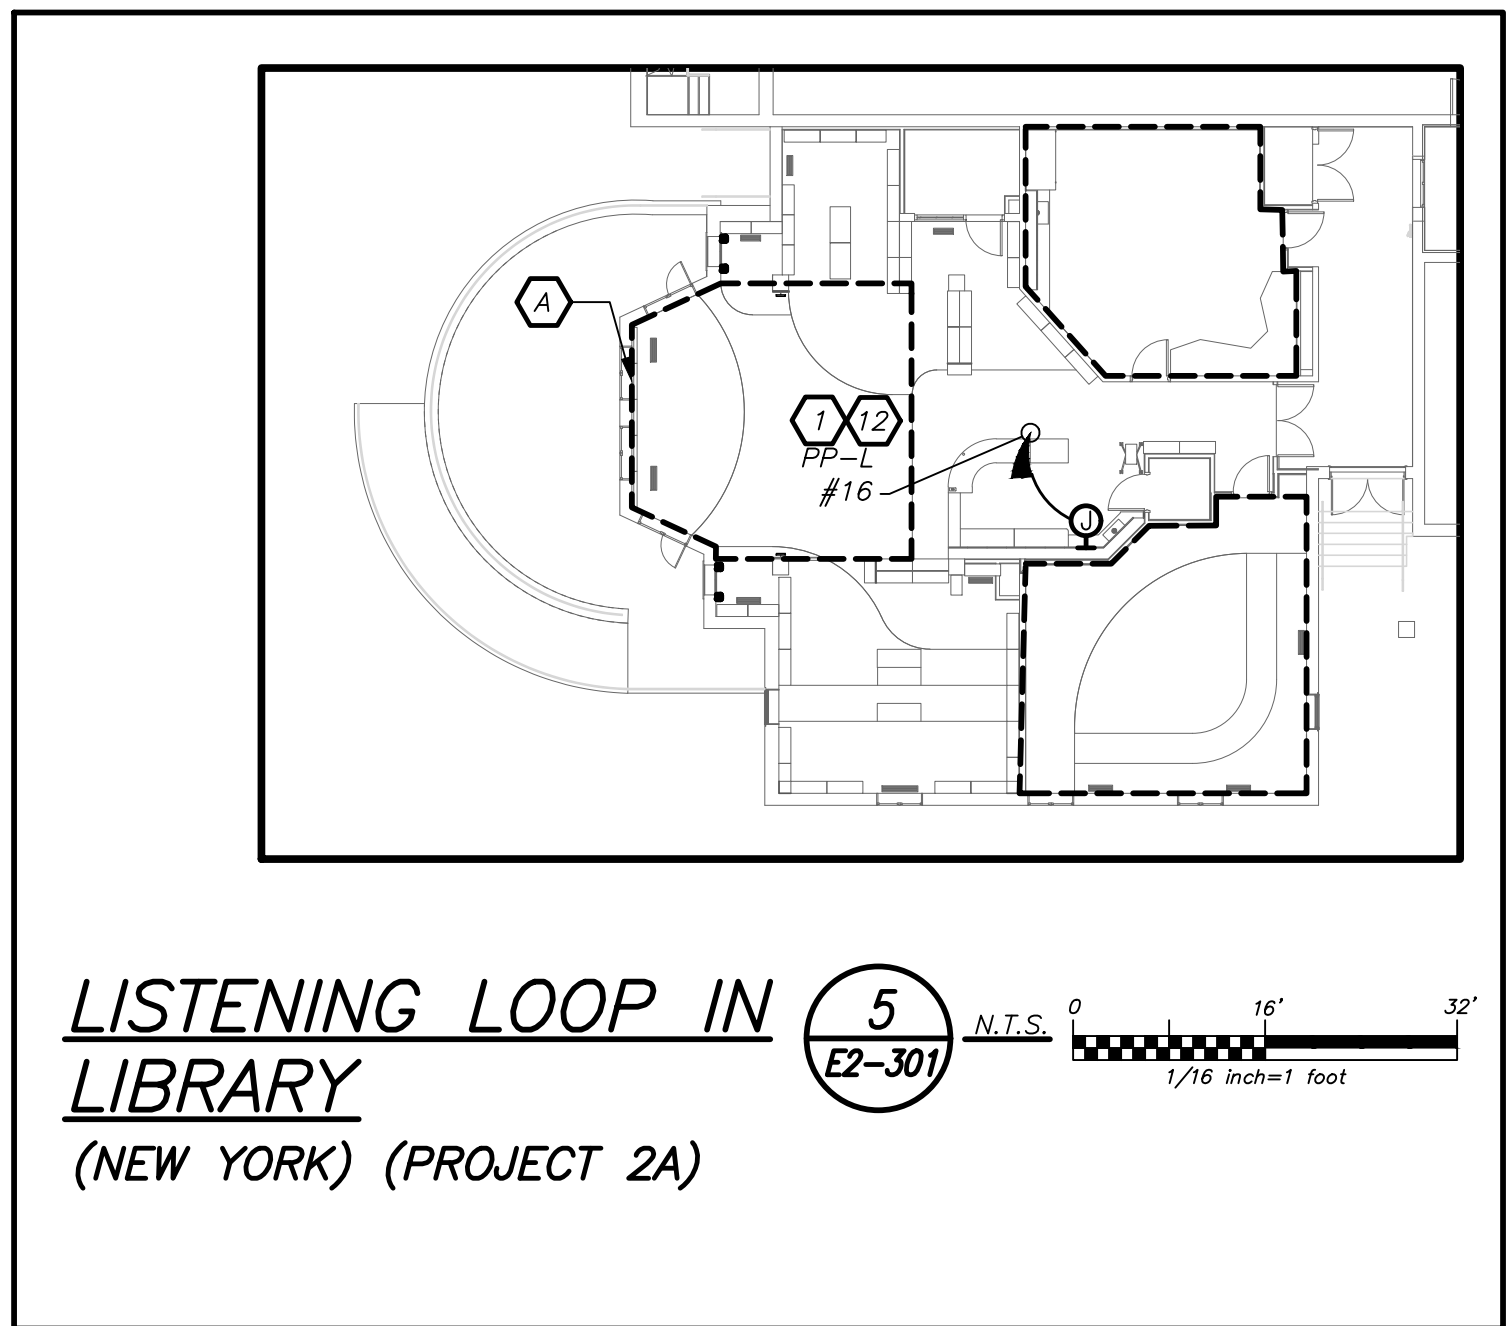 A
1
12
PP-L
#16
J
LISTENING LOOP IN
LIBRARY
(NEW YORK) (PROJECT 2A)
5
E2-301
N.T.S.
0 16' 32'
1/16 inch=1 foot